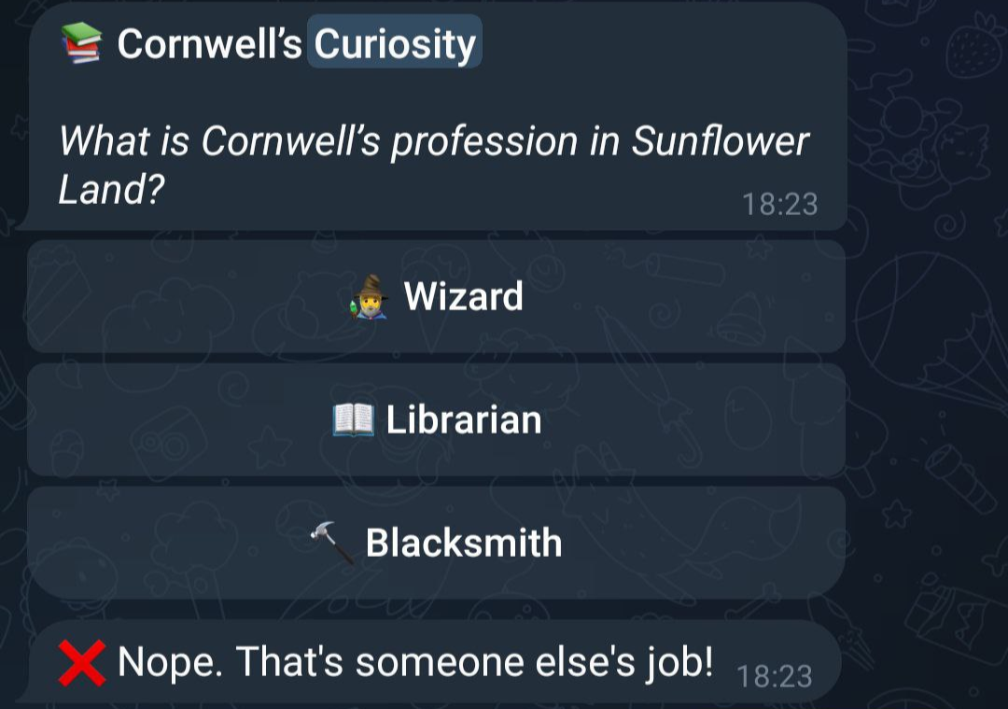 📚 Cornwell’s Curiosity
What is Cornwell’s profession in Sunflower
Land?
18:23
🧙‍♂️ Wizard
📖 Librarian
🔨 Blacksmith
❌ Nope. That's someone else's job! 18:23